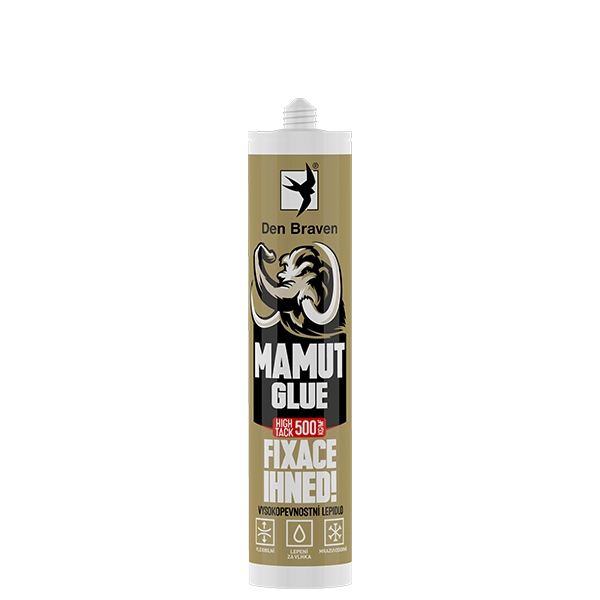 ®
Den Braven
MAMUT
GLUE
HIGH TACK 500
FIXACE
IHNED!
VYSOKOPEVNOSTNÍ LEPIDLO
FLEXIBILNÍ
LEPENÍ ZA VLHKA
MRAZUVZDORNÉ